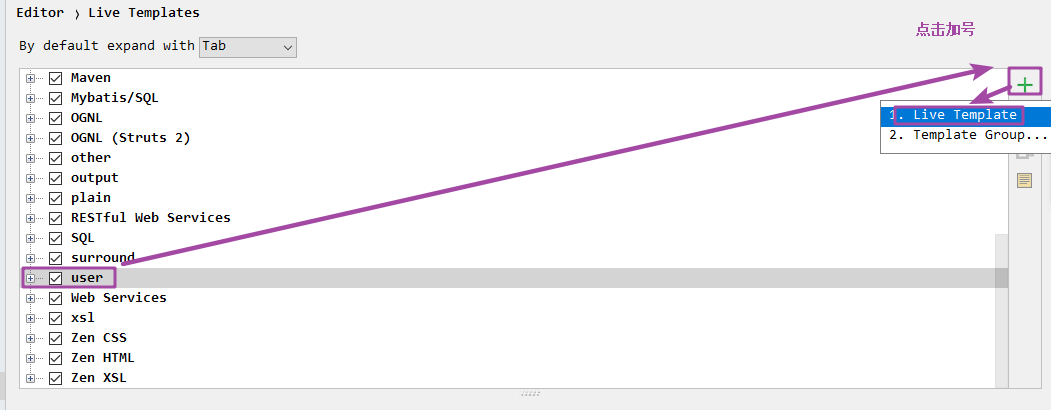 Editor › Live Templates
点击加号
By default expand with Tab
Maven
Mybatis/SQL
1. Live Template
OGNL
2. Template Group...
OGNL (Struts 2)
other
output
plain
RESTful Web Services
SQL
surround
user
Web Services
xsl
Zen CSS
Zen HTML
Zen XSL